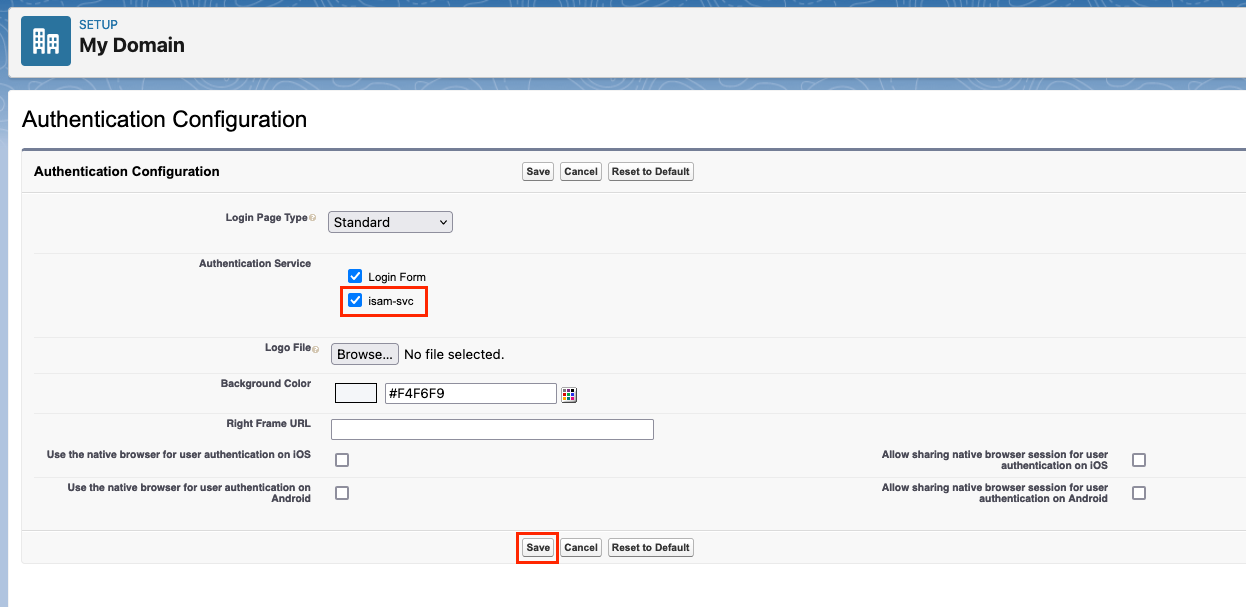 SETUP
My Domain
Authentication Configuration
Authentication Configuration
Save Cancel Reset to Default
Login Page Type
Standard
Authentication Service
Login Form
isam-svc
Logo File
Browse... No file selected.
Background Color
#F4F6F9
Right Frame URL
Use the native browser for user authentication on iOS
Allow sharing native browser session for user
authentication on iOS
Use the native browser for user authentication on
Android
Allow sharing native browser session for user
authentication on Android
Save Cancel Reset to Default